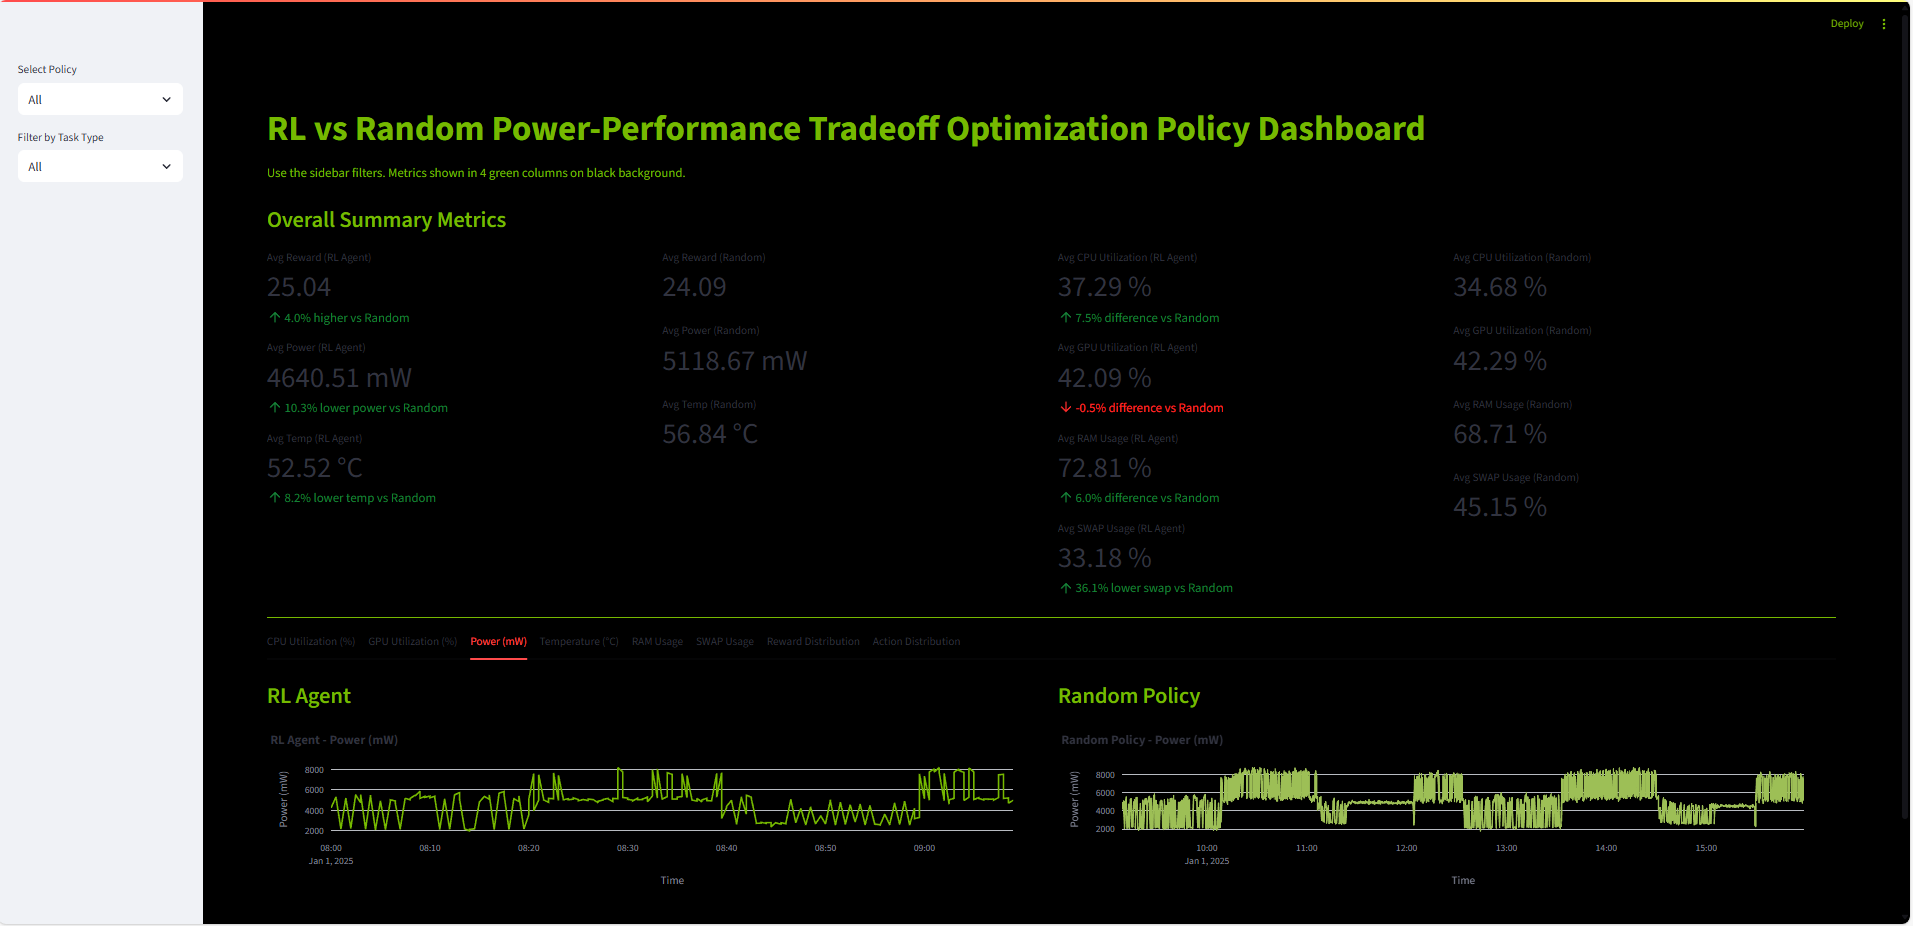 Deploy
Select Policy
All
Filter by Task Type
All
RL vs Random Power-Performance Tradeoff Optimization Policy Dashboard
Use the sidebar filters. Metrics shown in 4 green columns on black background.
Overall Summary Metrics
Avg Reward (RL Agent)
25.04
↑ 4.0% higher vs Random
Avg Power (RL Agent)
4640.51 mW
↑ 10.3% lower power vs Random
Avg Temp (RL Agent)
52.52 °C
↑ 8.2% lower temp vs Random
Avg Reward (Random)
24.09
Avg Power (Random)
5118.67 mW
Avg Temp (Random)
56.84 °C
Avg CPU Utilization (RL Agent)
37.29 %
↑ 7.5% difference vs Random
Avg GPU Utilization (RL Agent)
42.09 %
↓ -0.5% difference vs Random
Avg RAM Usage (RL Agent)
72.81 %
↑ 6.0% difference vs Random
Avg SWAP Usage (RL Agent)
33.18 %
↑ 36.1% lower swap vs Random
Avg CPU Utilization (Random)
34.68 %
Avg GPU Utilization (Random)
42.29 %
Avg RAM Usage (Random)
68.71 %
Avg SWAP Usage (Random)
45.15 %
CPU Utilization (%) GPU Utilization (%) Power (mW) Temperature (°C) RAM Usage SWAP Usage Reward Distribution Action Distribution
RL Agent
RL Agent - Power (mW)
Power (mW)
8000
6000
4000
2000
08:00 08:10 08:20 08:30 08:40 08:50 09:00
Jan 1, 2025
Time
Random Policy
Random Policy - Power (mW)
Power (mW)
8000
6000
4000
2000
10:00 11:00 12:00 13:00 14:00 15:00
Jan 1, 2025
Time